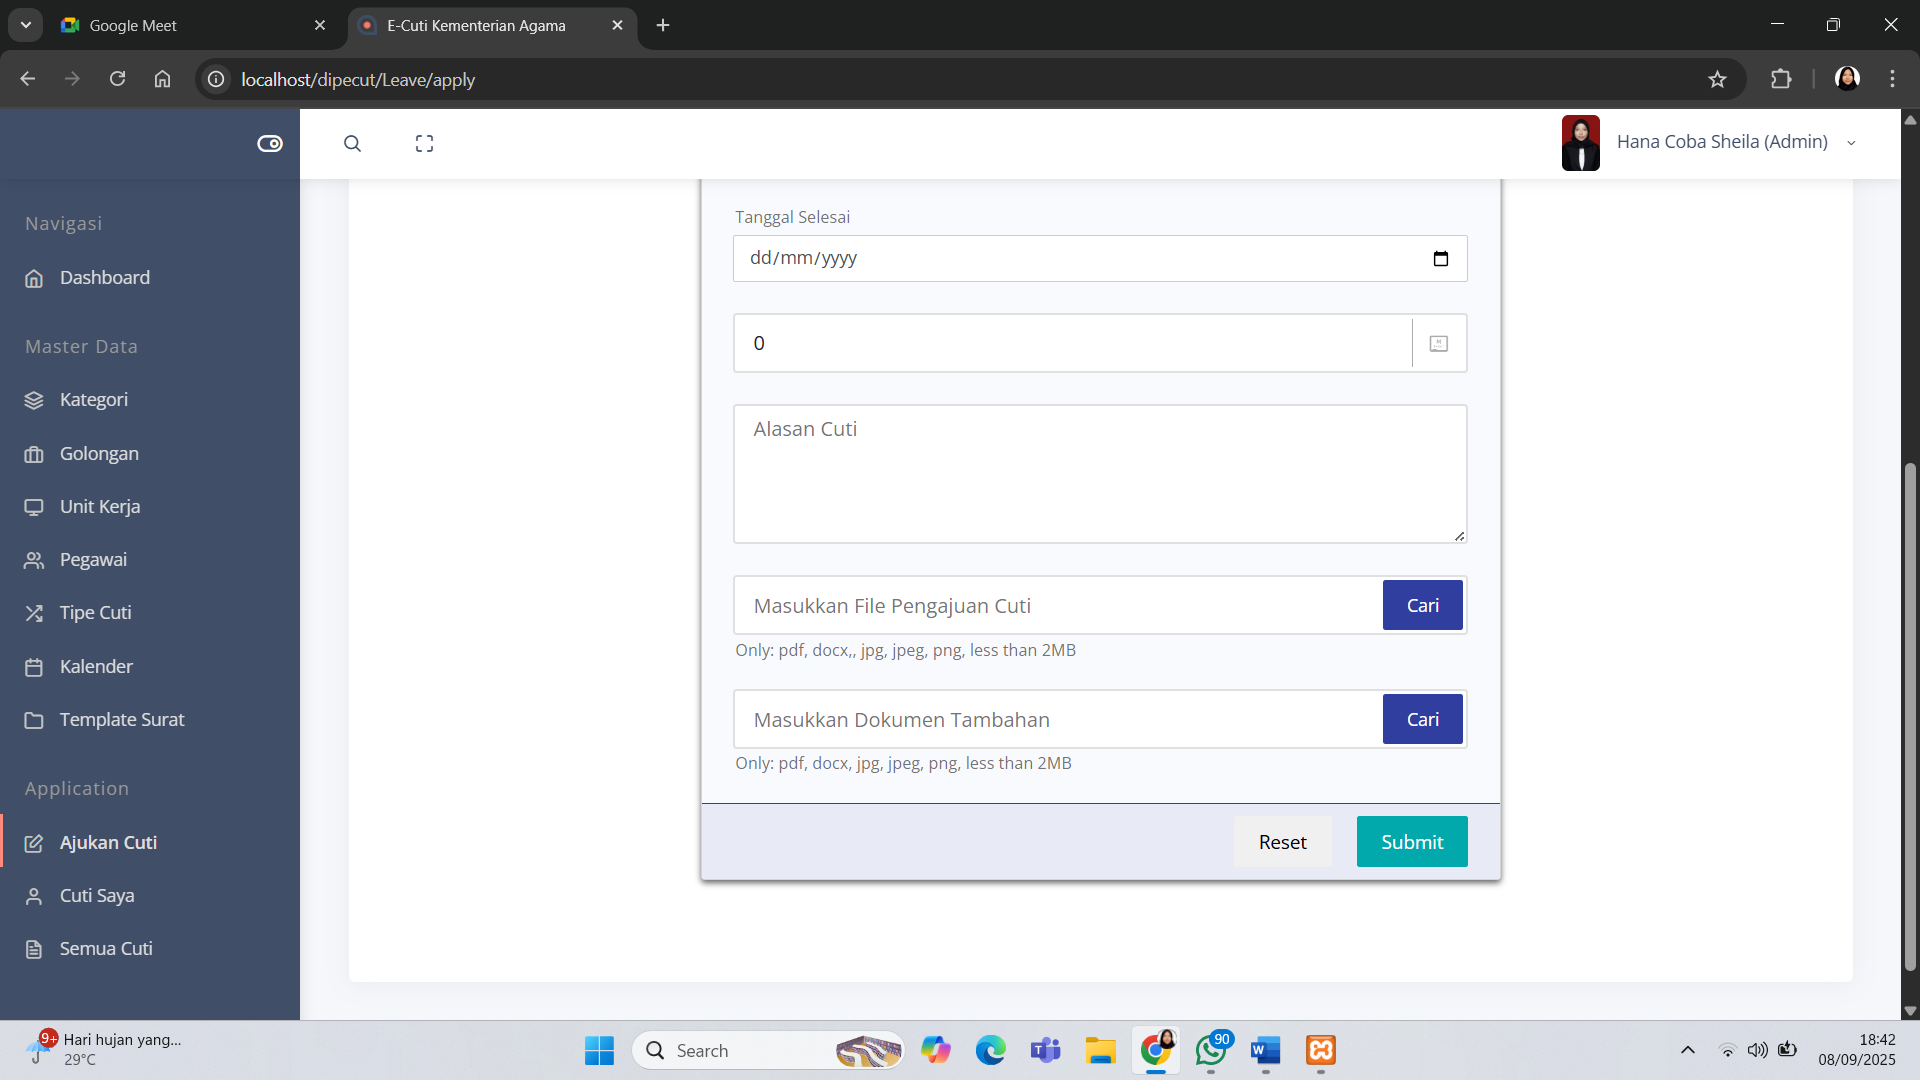 Google Meet
E-Cuti Kementerian Agama
localhost/dipecut/Leave/apply
Hana Coba Sheila (Admin)
Navigasi
Dashboard
Master Data
Kategori
Golongan
Unit Kerja
Pegawai
Tipe Cuti
Kalender
Template Surat
Application
Ajukan Cuti
Cuti Saya
Semua Cuti
Tanggal Selesai
dd/mm/yyyy
0
Alasan Cuti
Masukkan File Pengajuan Cuti
Cari
Only: pdf, docx,, jpg, jpeg, png, less than 2MB
Masukkan Dokumen Tambahan
Cari
Only: pdf, docx, jpg, jpeg, png, less than 2MB
Reset
Submit
9+
Hari hujan yang...
29°C
Search
90
18:42
08/09/2025